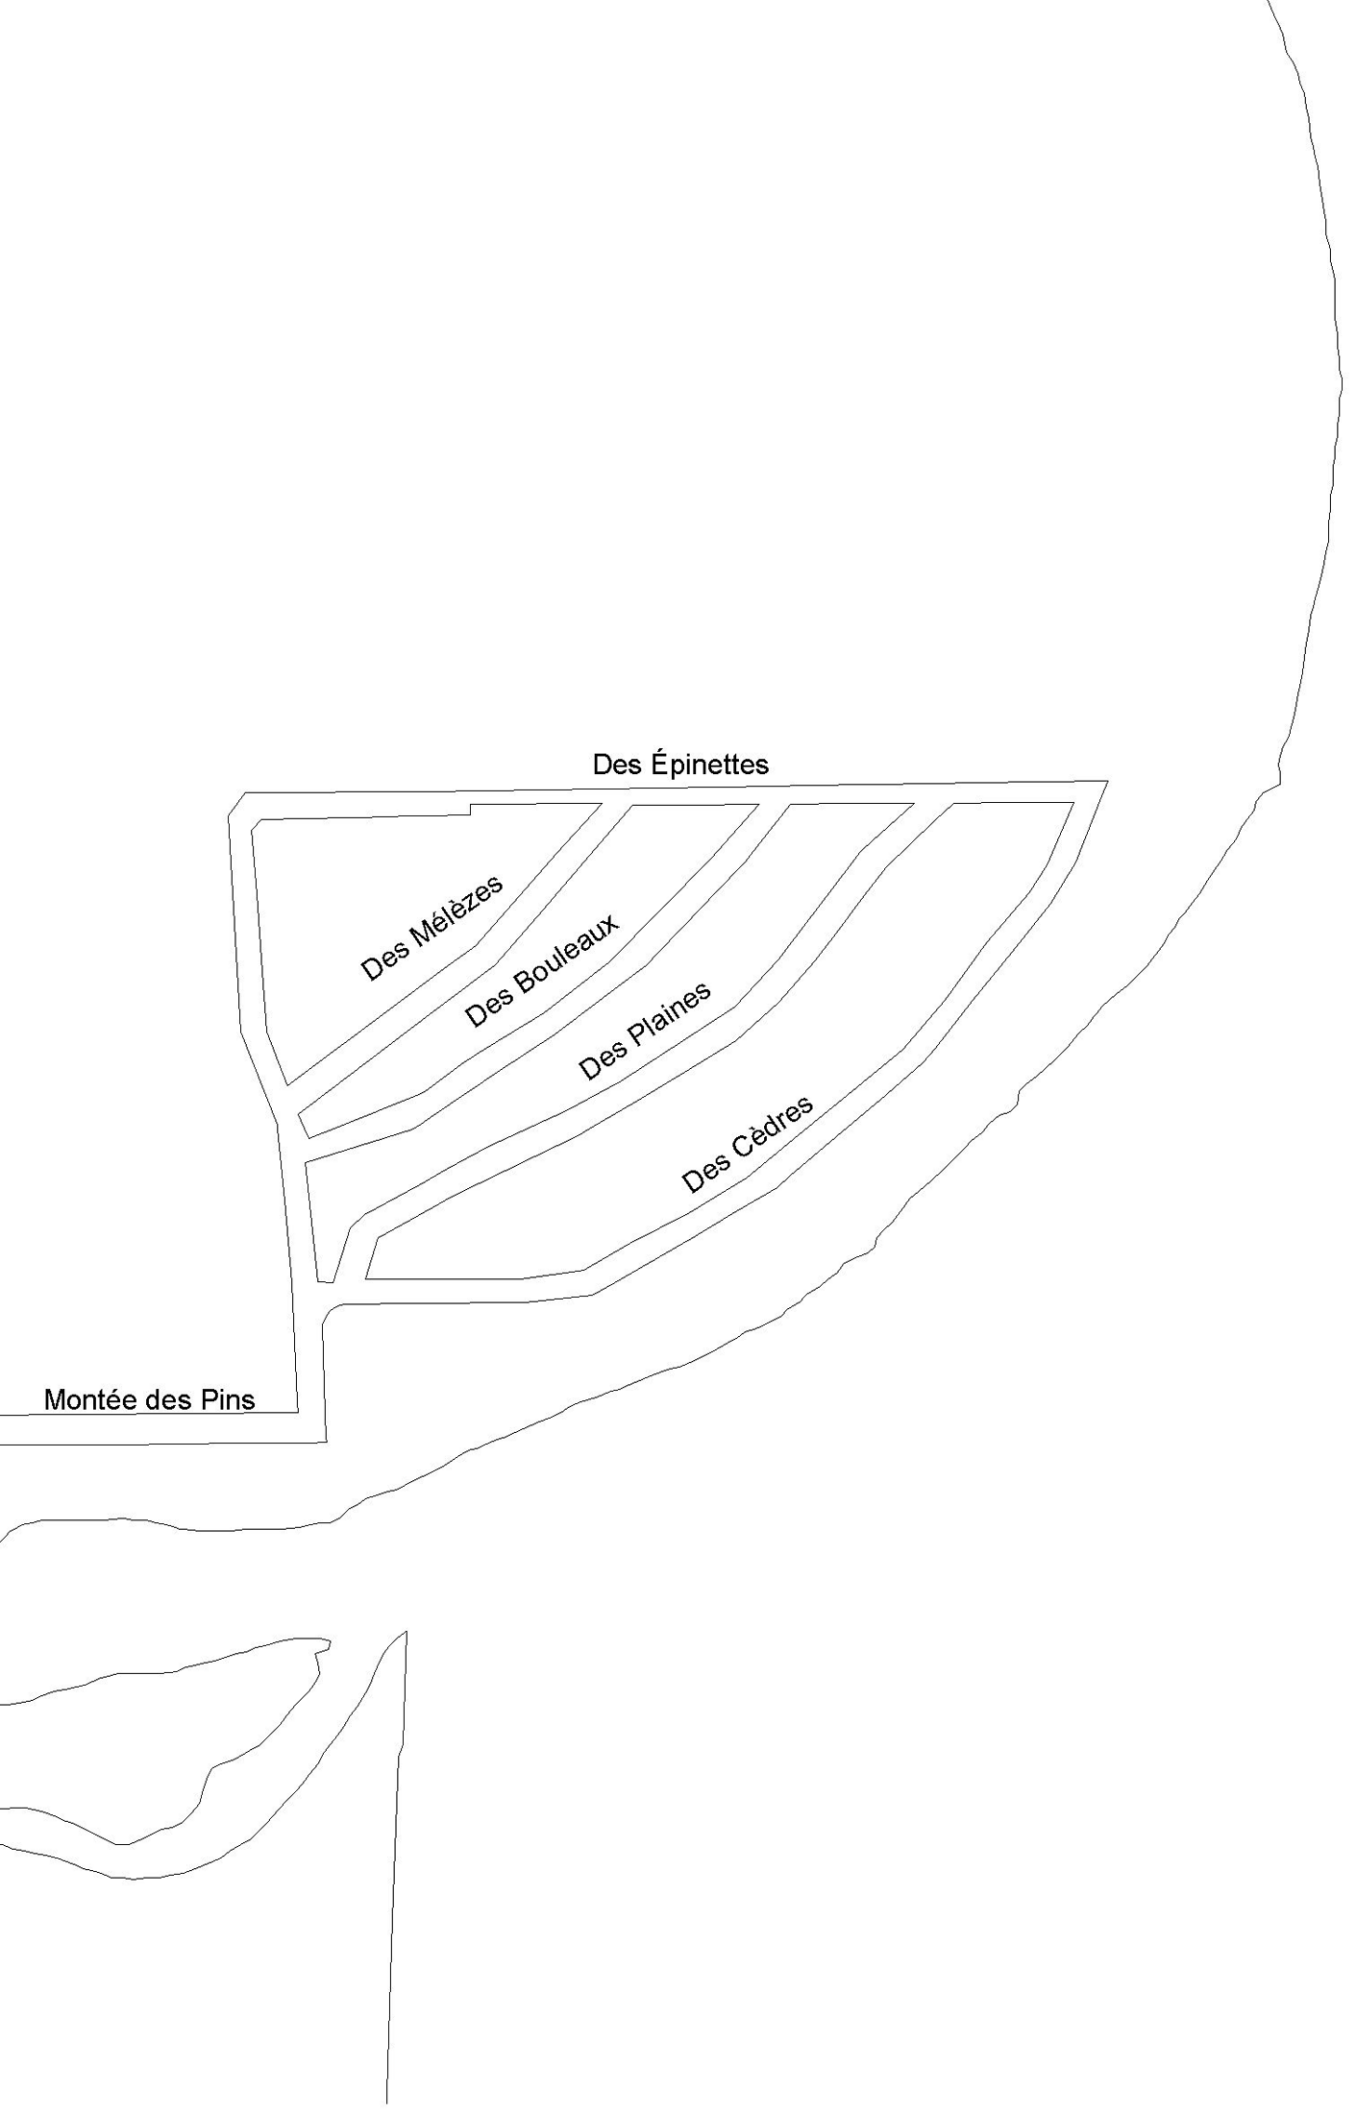 Des Épinettes
Des Mélèzes
Des Bouleaux
Des Plaines
Des Cèdres
Montée des Pins